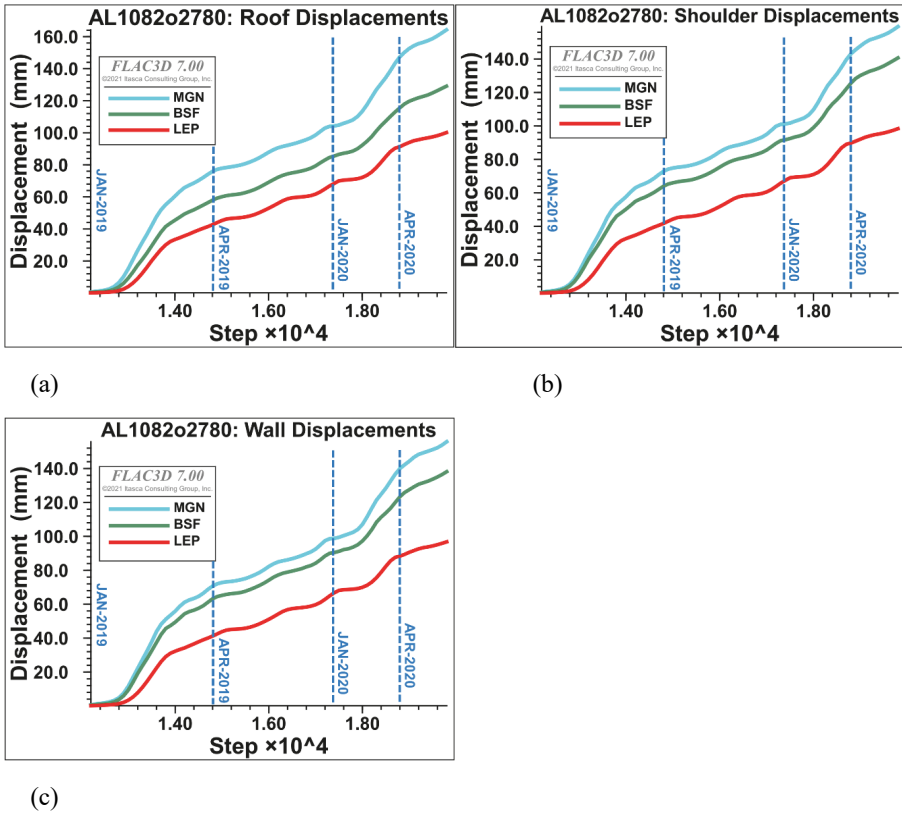 AL1082o2780: Roof Displacements
Displacement (mm)
160.0
140.0
120.0
100.0
80.0
60.0
40.0
20.0
FLAC3D 7.00
©2021 Itasca Consulting Group, Inc.
MGN
BSF
LEP
JAN-2019
APR-2019
JAN-2020
APR-2020
1.40 1.60 1.80
Step ×10^4
(a)
AL1082o2780: Shoulder Displacements
Displacement (mm)
140.0
120.0
100.0
80.0
60.0
40.0
20.0
FLAC3D 7.00
©2021 Itasca Consulting Group, Inc.
MGN
BSF
LEP
JAN-2019
APR-2019
JAN-2020
APR-2020
1.40 1.60 1.80
Step ×10^4
(b)
AL1082o2780: Wall Displacements
Displacement (mm)
140.0
120.0
100.0
80.0
60.0
40.0
20.0
FLAC3D 7.00
©2021 Itasca Consulting Group, Inc.
MGN
BSF
LEP
JAN-2019
APR-2019
JAN-2020
APR-2020
1.40 1.60 1.80
Step ×10^4
(c)